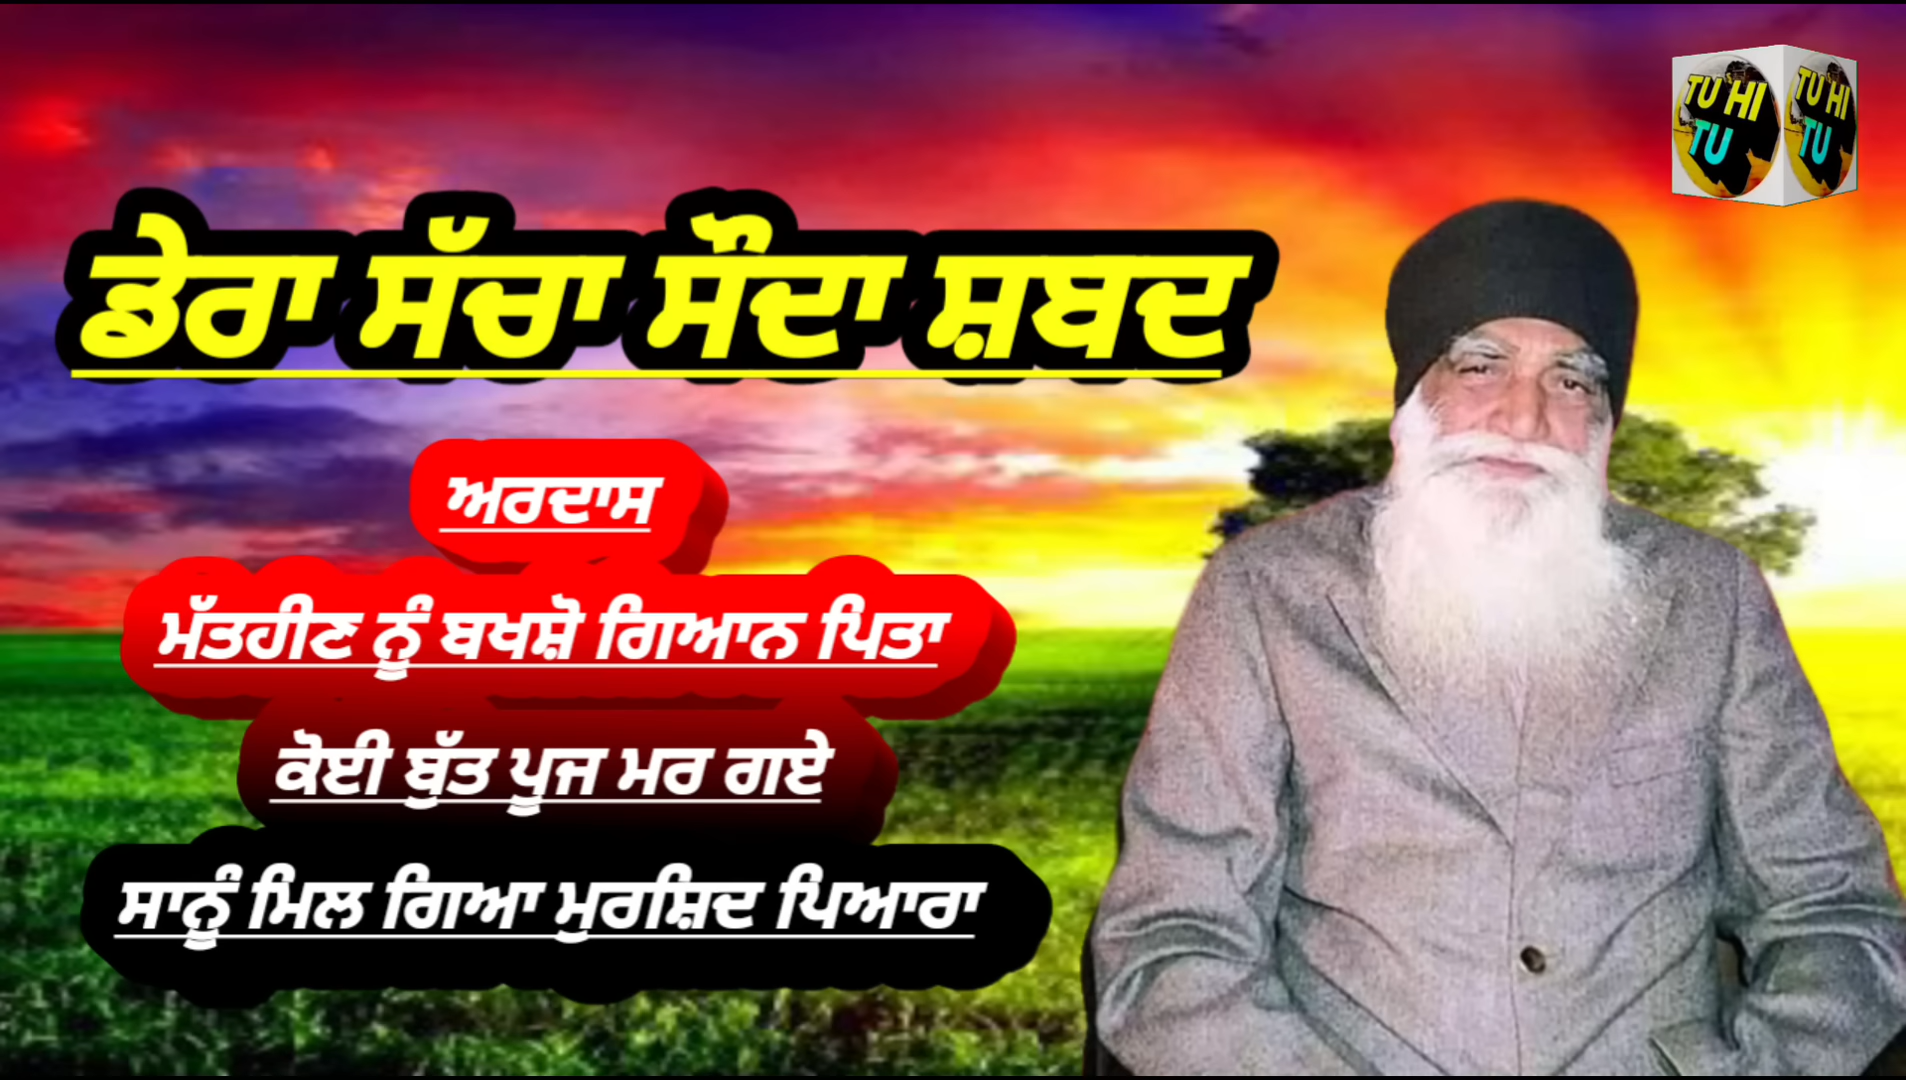 TU HI
TU
TU HI
TU
ਡੇਰਾ ਸੱਚਾ ਸੌਦਾ ਸ਼ਬਦ
ਅਰਦਾਸ
ਮੱਤਹੀਣ ਨੂੰ ਬਖਸ਼ੋ ਗਿਆਨ ਪਿਤਾ
ਕੋਈ ਬੁੱਤ ਪੂਜ ਮਰ ਗਏ
ਸਾਨੂੰ ਮਿਲ ਗਿਆ ਮੁਰਸ਼ਿਦ ਪਿਆਰਾ